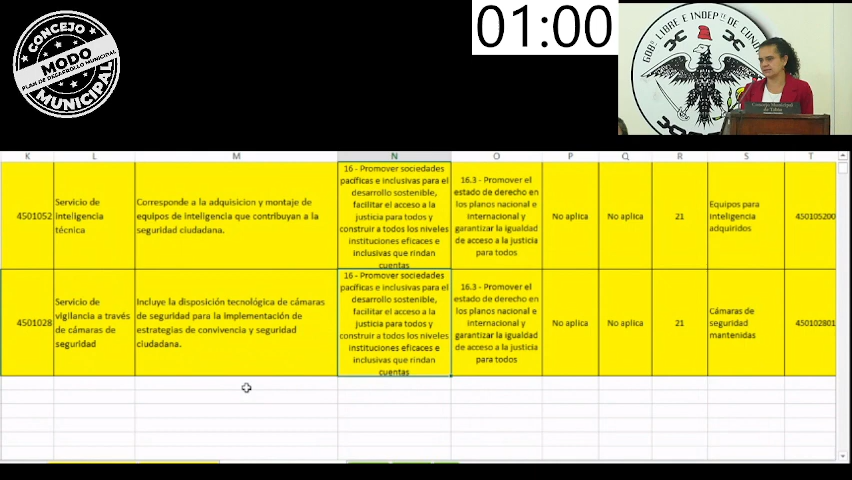 CONCEJO
MODO
PLAN DE DESARROLLO MUNICIPAL
MUNICIPAL
01:00
GOBº LIBRE E INDEPTE DE
Concejo Municipal
de Tibú
K L M N O P Q R S T
4501052
Servicio de
inteligencia
técnica
Corresponde a la adquisicion y montaje de
equipos de inteligencia que contribuyan a la
seguridad ciudadana.
16 - Promover sociedades
pacíficas e inclusivas para el
desarrollo sostenible,
facilitar el acceso a la
justicia para todos y
construir a todos los niveles
instituciones eficaces e
inclusivas que rindan
cuentas
16.3 - Promover el
estado de derecho en
los planos nacional e
internacional y
garantizar la igualdad
de acceso a la justicia
para todos
No aplica
No aplica
21
Equipos para
inteligencia
adquiridos
450105200
4501028
Servicio de
vigilancia a través
de cámaras de
seguridad
Incluye la disposición tecnológica de cámaras
de seguridad para la implementación de
estrategias de convivencia y seguridad
ciudadana.
16 - Promover sociedades
pacíficas e inclusivas para el
desarrollo sostenible,
facilitar el acceso a la
justicia para todos y
construir a todos los niveles
instituciones eficaces e
inclusivas que rindan
cuentas
16.3 - Promover el
estado de derecho en
los planos nacional e
internacional y
garantizar la igualdad
de acceso a la justicia
para todos
No aplica
No aplica
21
Cámaras de
seguridad
mantenidas
450102801